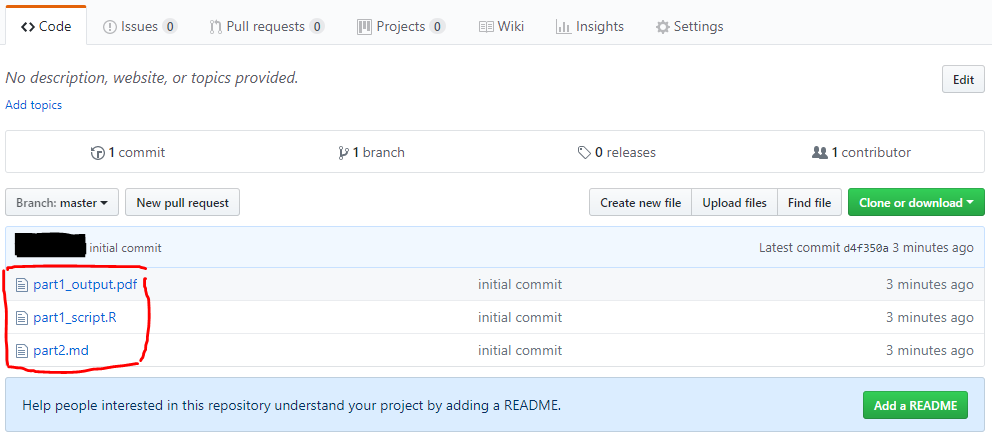 Code Issues 0 Pull requests 0 Projects 0 Wiki Insights Settings
No description, website, or topics provided. Edit
Add topics
1 commit 1 branch 0 releases 1 contributor
Branch: master New pull request Create new file Upload files Find file Clone or download
initial commit Latest commit d4f350a 3 minutes ago
part1_output.pdf initial commit 3 minutes ago
part1_script.R initial commit 3 minutes ago
part2.md initial commit 3 minutes ago
Help people interested in this repository understand your project by adding a README. Add a README